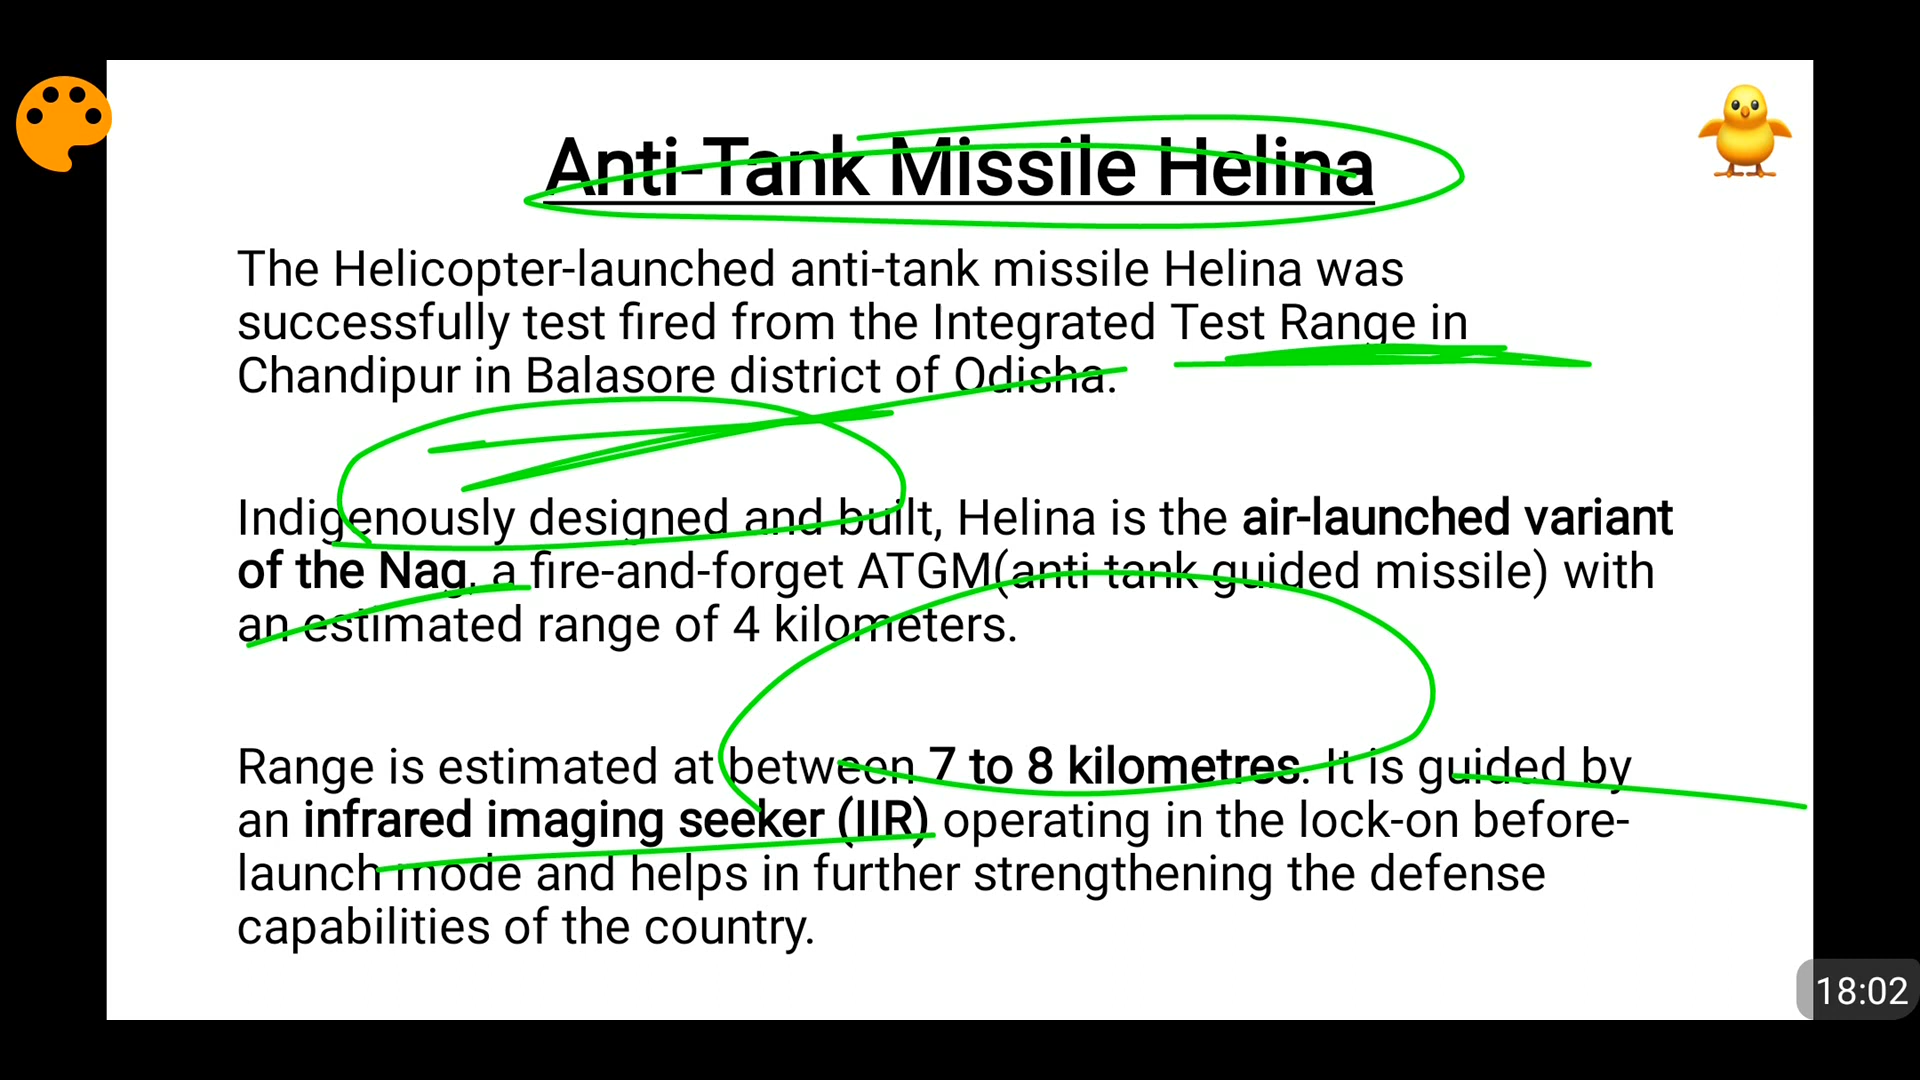 Anti-Tank Missile Helina
The Helicopter-launched anti-tank missile Helina was
successfully test fired from the Integrated Test Range in
Chandipur in Balasore district of Odisha.
Indigenously designed and built, Helina is the air-launched variant
of the Nag, a fire-and-forget ATGM(anti tank guided missile) with
an estimated range of 4 kilometers.
Range is estimated at between 7 to 8 kilometres. It is guided by
an infrared imaging seeker (IIR) operating in the lock-on before-
launch mode and helps in further strengthening the defense
capabilities of the country.
18:02